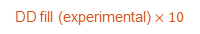 DD fill (experimental) × 10